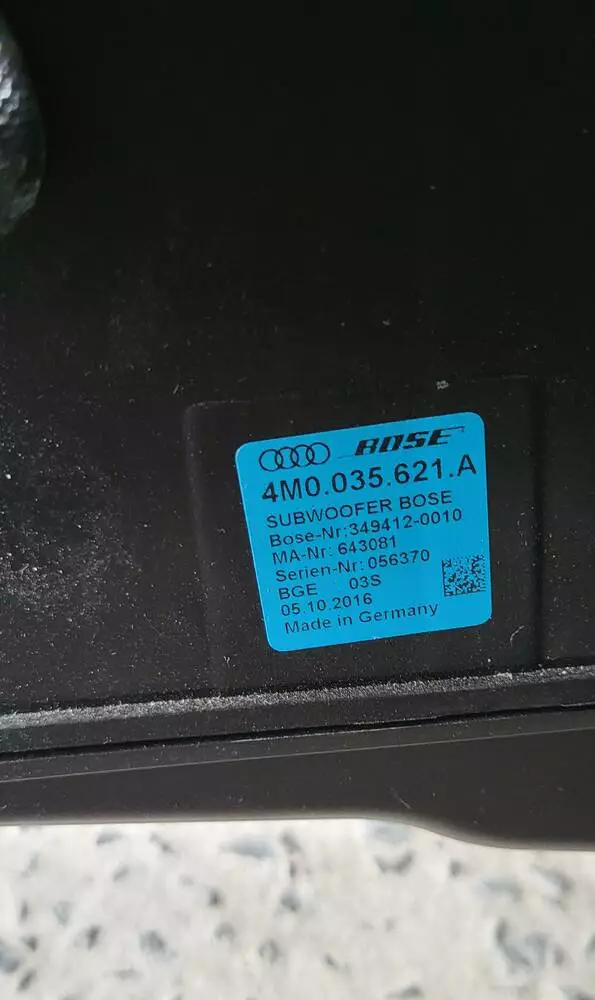 BOSE
4M0.035.621.A
SUBWOOFER BOSE
Bose-Nr:349412-0010
MA-Nr: 643081
Serien-Nr: 056370
BGE 03S
05.10.2016
Made in Germany